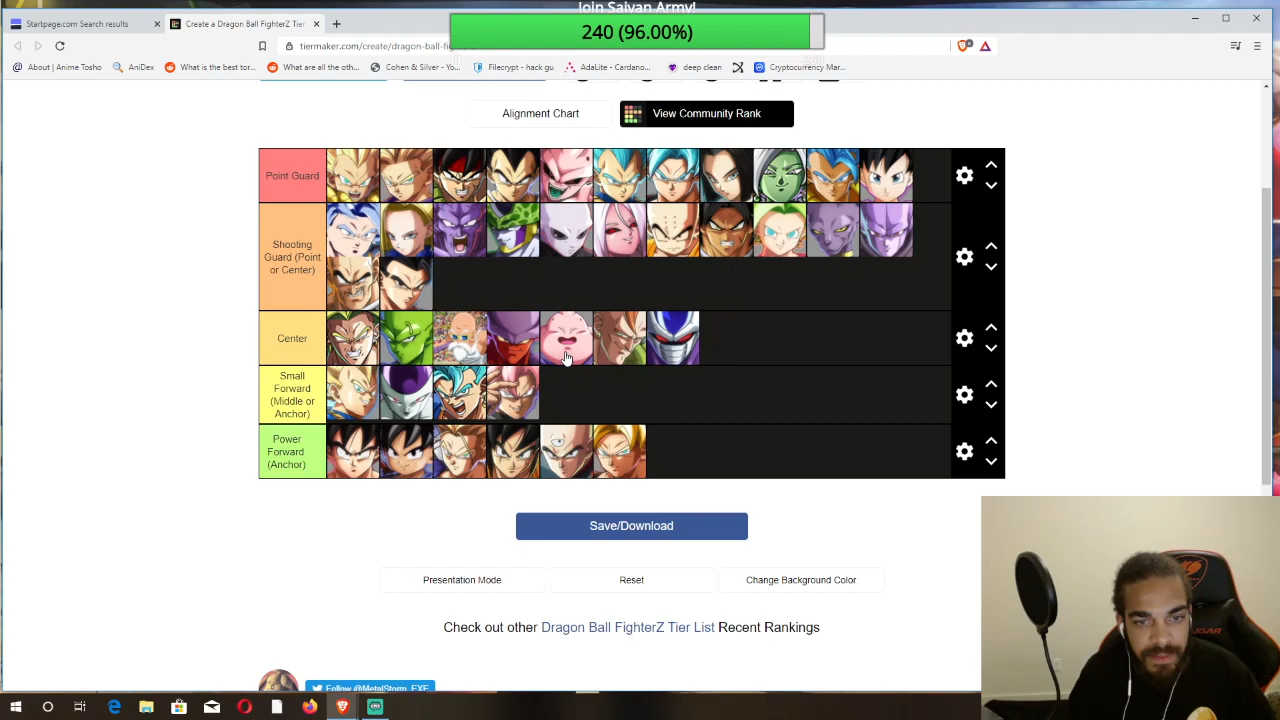 Join Saiyan Army!
Startpage.com Search results
Create a Dragon Ball FighterZ Tier
240 (96.00%)
tiermaker.com/create/dragon-ball-fi
About | Anime Tosho
AniDex
What is the best tor...
What are all the oth...
Cohen & Silver - Yo...
Filecrypt - hack gu
AdaLite - Cardano...
deep clean
Cryptocurrency Mar...
Alignment Chart
View Community Rank
Point Guard
Shooting
Guard (Point
or Center)
Center
Small
Forward
(Middle or
Anchor)
Power
Forward
(Anchor)
Save/Download
Presentation Mode
Reset
Change Background Color
Check out other Dragon Ball FighterZ Tier List Recent Rankings
Follow @MetalStorm_EXE